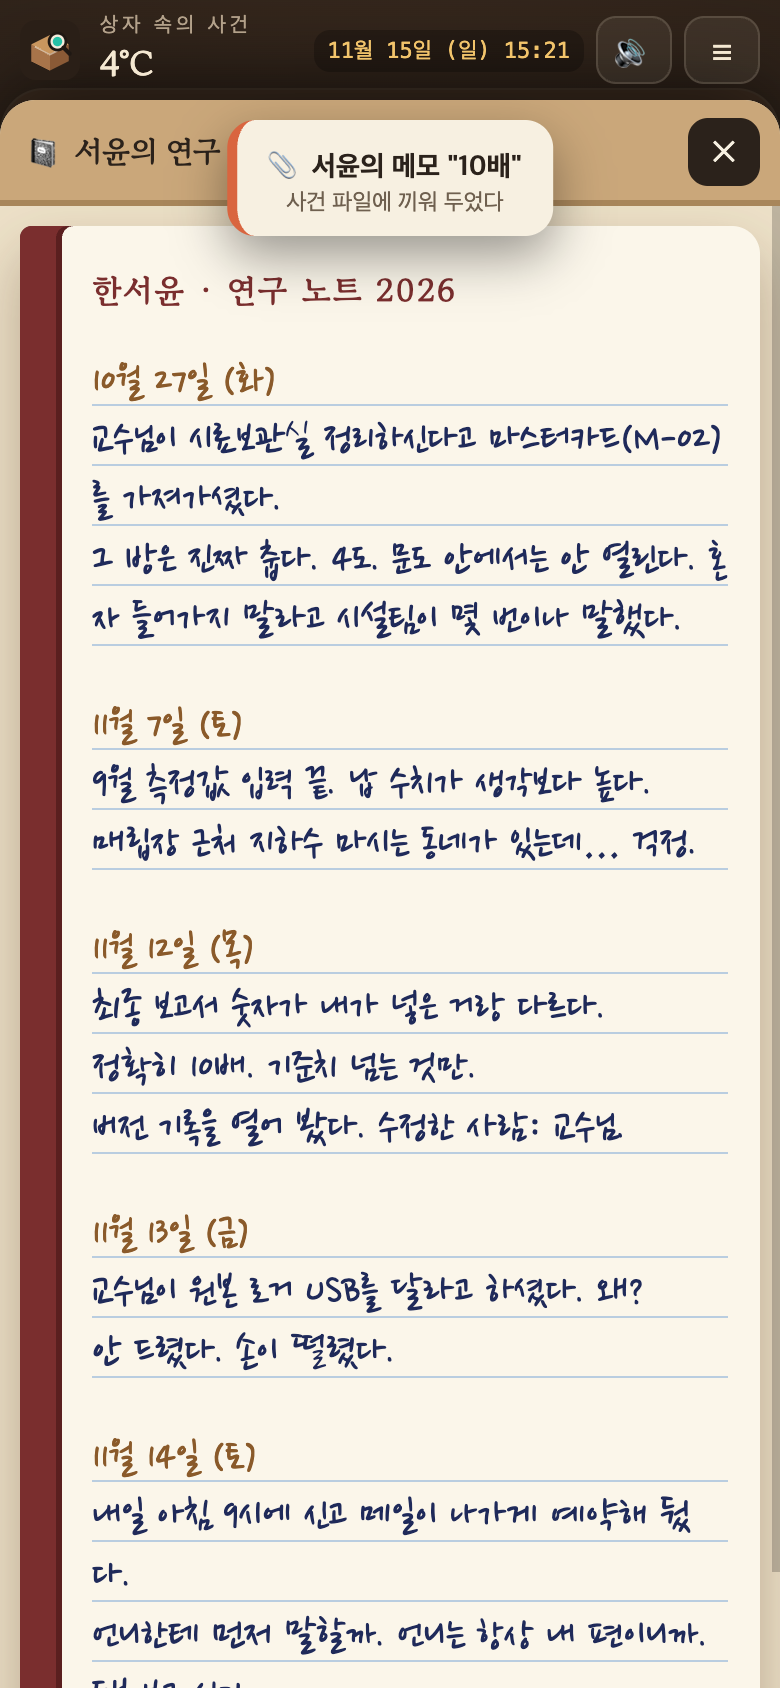 상자 속의 사건
4°C
11월 15일 (일) 15:21
서윤의 연구
서윤의 메모 "10배"
사건 파일에 끼워 두었다
한서윤 · 연구 노트 2026
10월 27일 (화)
교수님이 시료보관실 정리하신다고 마스터카드(M-02)
를 가져가셨다.
그 방은 진짜 춥다. 4도. 문도 안에서는 안 열린다. 혼
자 들어가지 말라고 시설팀이 몇 번이나 말했다.
11월 7일 (토)
9월 측정값 입력 끝. 납 수치가 생각보다 높다.
매립장 근처 지하수 마시는 동네가 있는데... 걱정.
11월 12일 (목)
최종 보고서 숫자가 내가 넣은 거랑 다르다.
정확히 10배. 기준치 넘는 것만.
버전 기록을 열어 봤다. 수정한 사람: 교수님
11월 13일 (금)
교수님이 원본 로거 USB를 달라고 하셨다. 왜?
안 드렸다. 손이 떨렸다.
11월 14일 (토)
내일 아침 9시에 신고 메일이 나가게 예약해 뒀
다.
언니한테 먼저 말할까. 언니는 항상 내 편이니까.